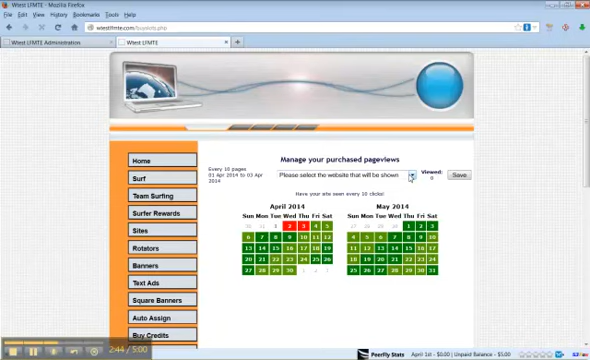 Wiest LFMTE - Mozilla Firefox
File Edit View History Bookmarks Tools Help
wiestlfmte.com/buyvisits.php
Wiest LFMTE Administration
Wiest LFMTE
Home
Surf
Team Surfing
Surfer Rewards
Sites
Rotators
Banners
Text Ads
Square Banners
Auto Assign
Buy Credits
Manage your purchased pageviews
Every 10 pages
01 Apr 2014 to 03 Apr
2014
Please select the website that will be shown
Viewed:
0
Save
Have your site seen every 10 clicks!
April 2014
Sun Mon Tue Wed Thu Fri Sat
30 31 1 2 3 4 5
6 7 8 9 10 11 12
13 14 15 16 17 18 19
20 21 22 23 24 25 26
27 28 29 30 1 2 3
May 2014
Sun Mon Tue Wed Thu Fri Sat
27 28 29 30 1 2 3
4 5 6 7 8 9 10
11 12 13 14 15 16 17
18 19 20 21 22 23 24
25 26 27 28 29 30 31
2:44 / 5:00
Peerfly Stats
April 1st - $0.00 | Unpaid Balance - $5.00